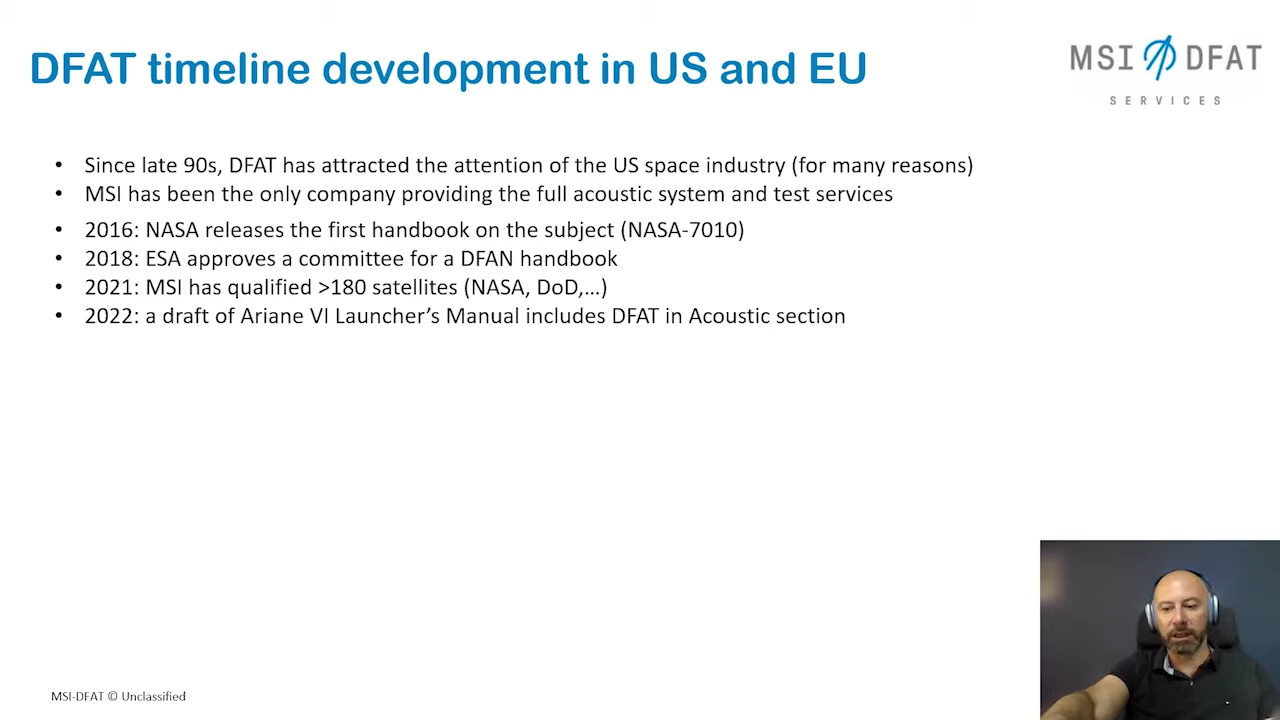 DFAT timeline development in US and EU
MSI DFAT
SERVICES
• Since late 90s, DFAT has attracted the attention of the US space industry (for many reasons)
• MSI has been the only company providing the full acoustic system and test services
• 2016: NASA releases the first handbook on the subject (NASA-7010)
• 2018: ESA approves a committee for a DFAN handbook
• 2021: MSI has qualified >180 satellites (NASA, DoD,…)
• 2022: a draft of Ariane VI Launcher’s Manual includes DFAT in Acoustic section
MSI-DFAT © Unclassified